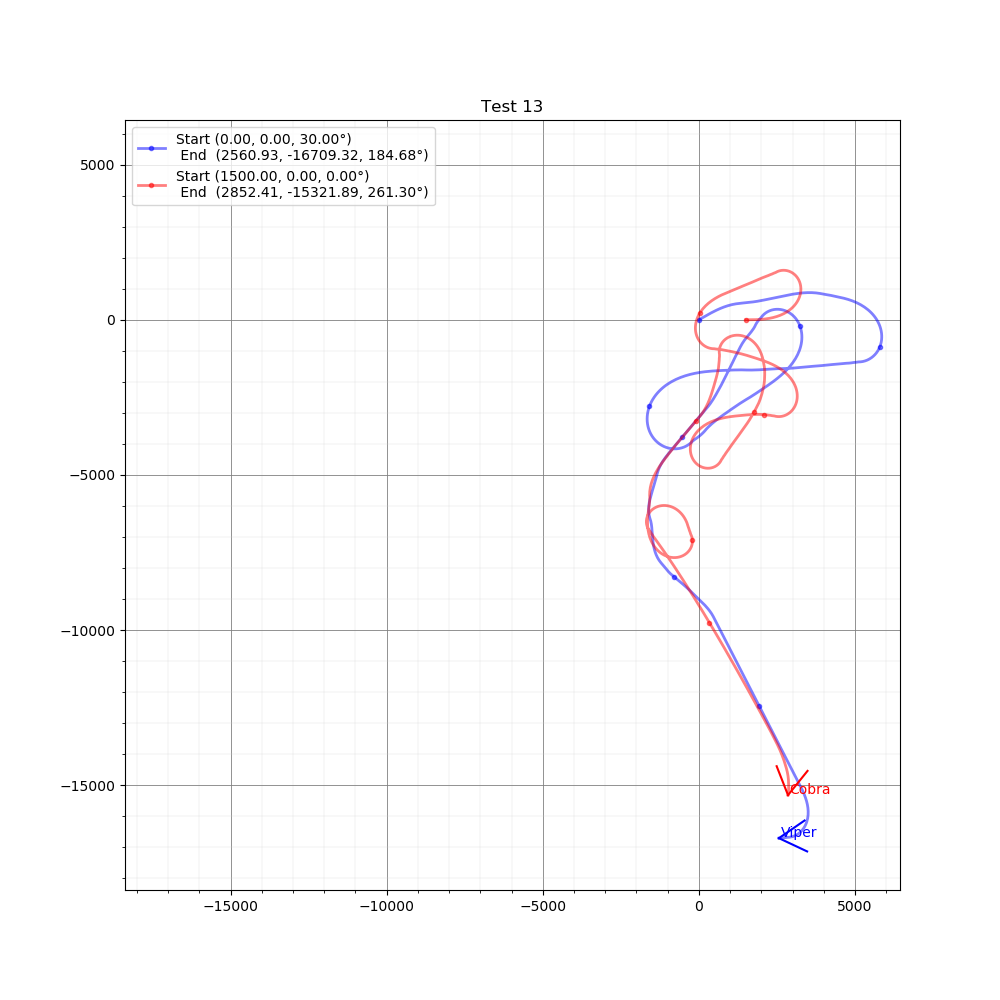 Test 13
Start (0.00, 0.00, 30.00°)
End (2560.93, -16709.32, 184.68°)
Start (1500.00, 0.00, 0.00°)
End (2852.41, -15321.89, 261.30°)
5000
0
−5000
−10000
−15000
Cobra
Viper
−15000 −10000 −5000 0 5000